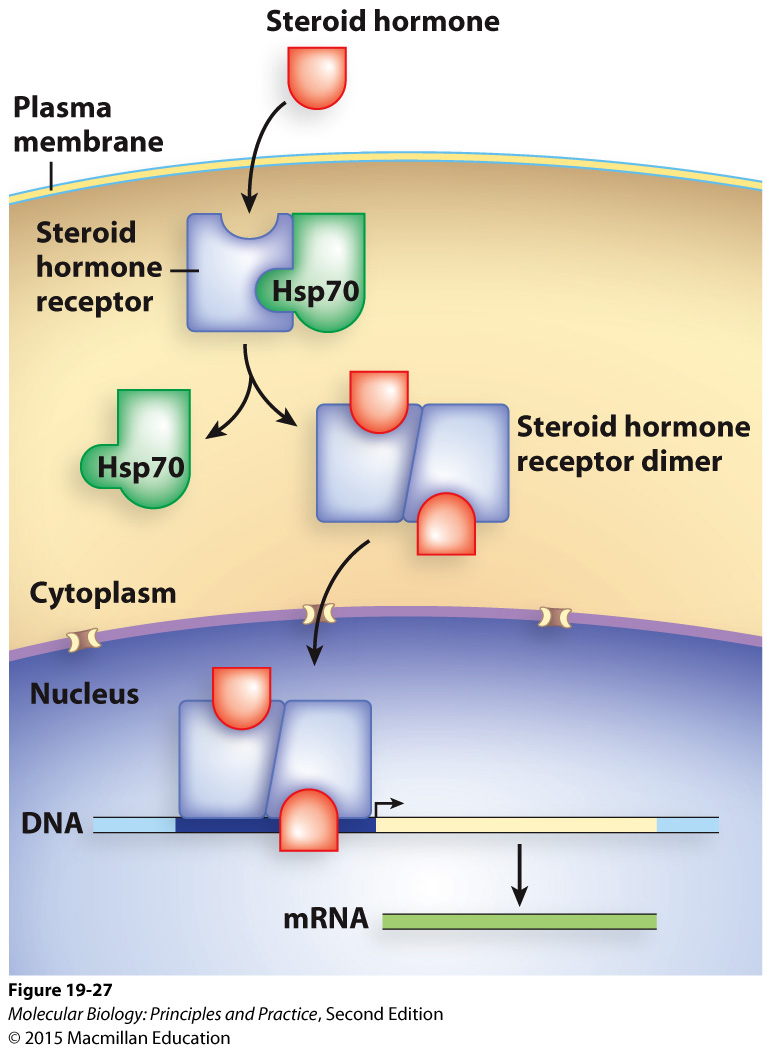 Steroid hormone
Plasma
membrane
Steroid
hormone
receptor
Hsp70
Hsp70
Steroid hormone
receptor dimer
Cytoplasm
Nucleus
DNA
mRNA
Figure 19-27
Molecular Biology: Principles and Practice, Second Edition
© 2015 Macmillan Education